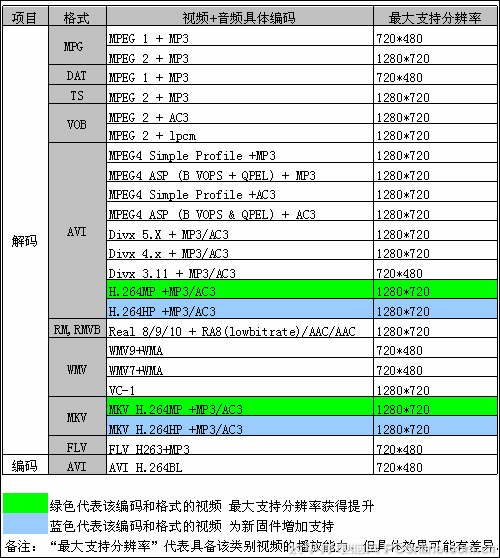 项目 格式 视频+音频具体编码 最大支持分辨率
解码 MPG MPEG 1 + MP3 720*480
MPEG 2 + MP3 1280*720
DAT MPEG 1 + MP3 720*480
TS MPEG 2 + MP3 1280*720
VOB MPEG 2 + AC3 1280*720
MPEG 2 + lpcm 1280*720
AVI MPEG4 Simple Profile +MP3 1280*720
MPEG4 ASP (B VOPS + QPEL) + MP3 1280*720
MPEG4 Simple Profile +AC3 1280*720
MPEG4 ASP (B VOPS & QPEL) + AC3 1280*720
Divx 5.X + MP3/AC3 1280*720
Divx 4.x + MP3/AC3 1280*720
Divx 3.11 + MP3/AC3 720*480
H.264MP +MP3/AC3 1280*720
H.264HP +MP3/AC3 1280*720
RM,RMVB Real 8/9/10 + RA8(lowbitrate)/AAC/AAC 1280*720
WMV WMV9+WMA 720*480
WMV7+WMA 720*480
VC-1 1280*720
MKV MKV H.264MP +MP3/AC3 1280*720
MKV H.264HP +MP3/AC3 1280*720
FLV FLV H263+MP3 720*480
编码 AVI AVI H.264BL 720*480
绿色代表该编码和格式的视频 最大支持分辨率获得提升
蓝色代表该编码和格式的视频 为新固件增加支持
备注: “最大支持分辨率”代表具备该类别视频的播放能力, 但具体效果可能有差异